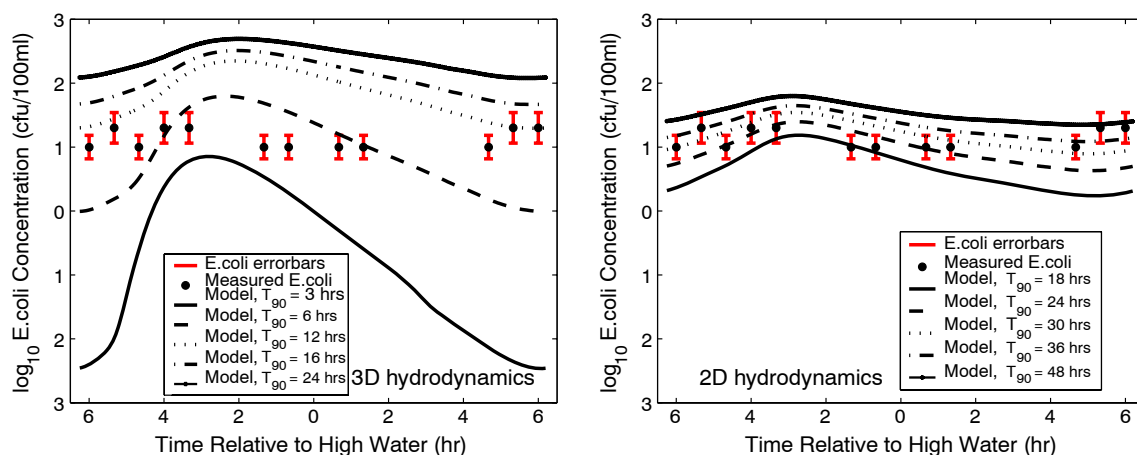 log10 E.coli Concentration (cfu/100ml)
3
2
1
0
1
2
3
E.coli errorbars
Measured E.coli
Model, T90 = 3 hrs
Model, T90 = 6 hrs
Model, T90 = 12 hrs
Model, T90 = 16 hrs
Model, T90 = 24 hrs
3D hydrodynamics
6 4 2 0 2 4 6
Time Relative to High Water (hr)
log10 E.coli Concentration (cfu/100ml)
3
2
1
0
1
2
3
E.coli errorbars
Measured E.coli
Model, T90 = 18 hrs
Model, T90 = 24 hrs
Model, T90 = 30 hrs
Model, T90 = 36 hrs
Model, T90 = 48 hrs
2D hydrodynamics
6 4 2 0 2 4 6
Time Relative to High Water (hr)